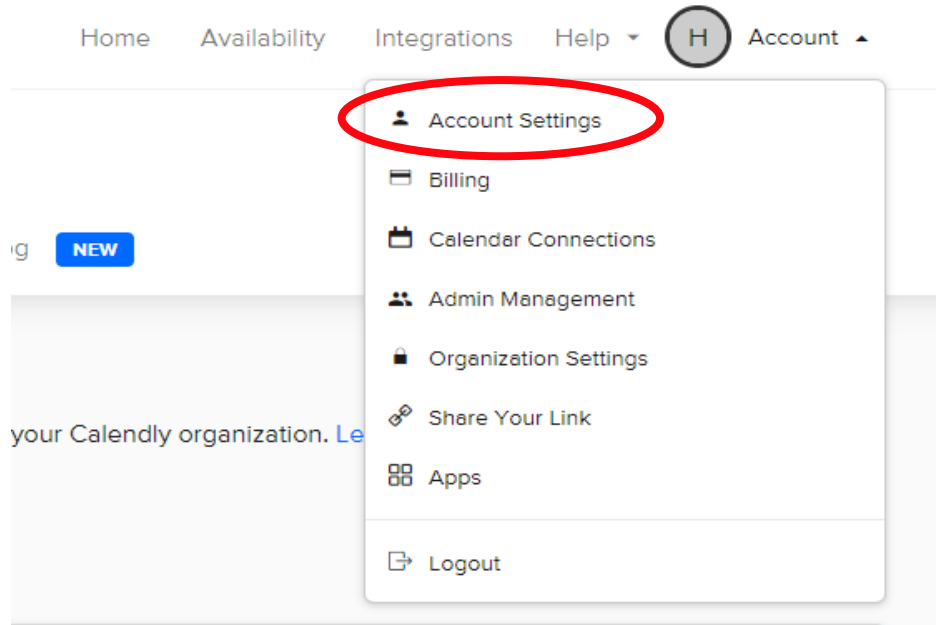 Home Availability Integrations Help H Account
Account Settings
Billing
Calendar Connections
g NEW
Admin Management
Organization Settings
Share Your Link
your Calendly organization. Le
Apps
Logout